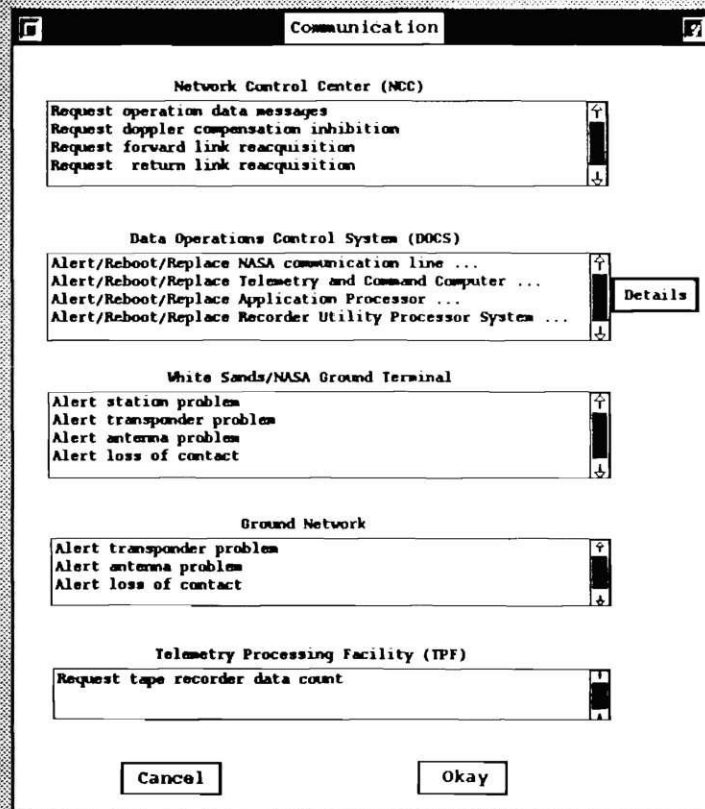 Communication
Network Control Center (NCC)
Request operation data messages
Request doppler compensation inhibition
Request forward link reacquisition
Request return link reacquisition
Data Operations Control System (DOCS)
Alert/Reboot/Replace NASA communication line ...
Alert/Reboot/Replace Telemetry and Command Computer ...
Alert/Reboot/Replace Application Processor ...
Alert/Reboot/Replace Recorder Utility Processor System ...
Details
White Sands/NASA Ground Terminal
Alert station problem
Alert transponder problem
Alert antenna problem
Alert loss of contact
Ground Network
Alert transponder problem
Alert antenna problem
Alert loss of contact
Telemetry Processing Facility (TPF)
Request tape recorder data count
Cancel Okay